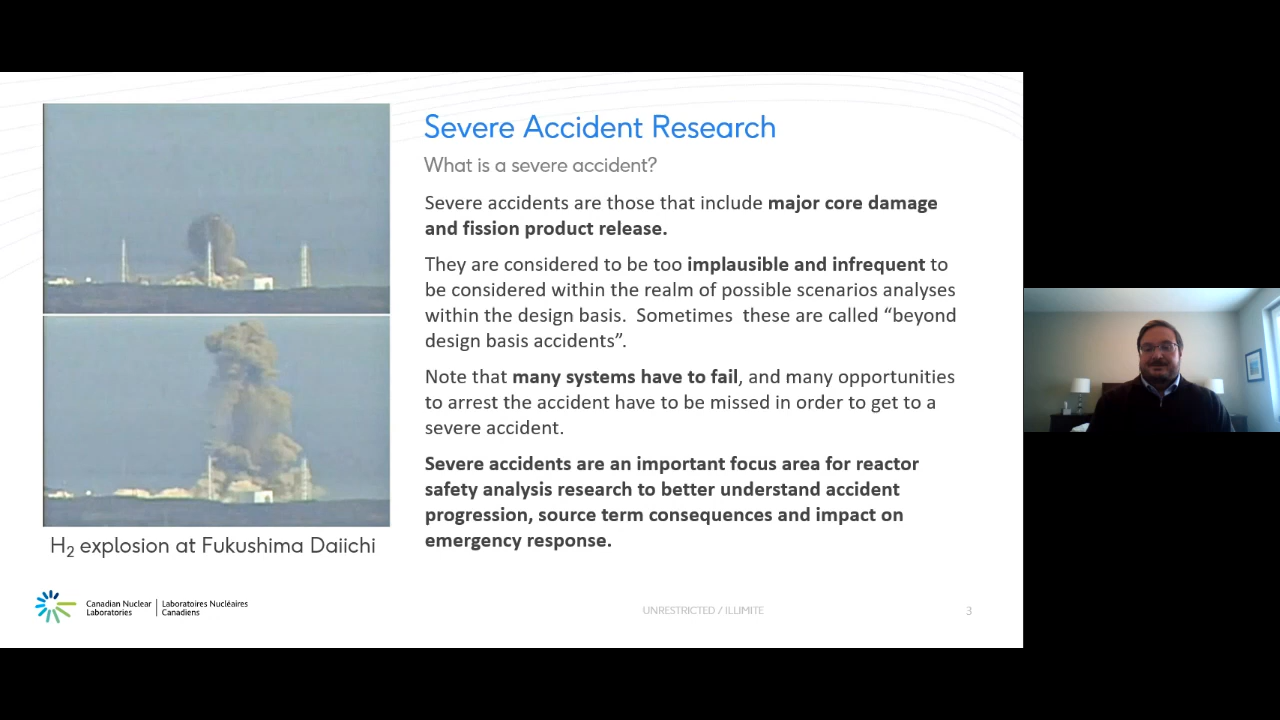 Severe Accident Research
What is a severe accident?
Severe accidents are those that include major core damage
and fission product release.
They are considered to be too implausible and infrequent to
be considered within the realm of possible scenarios analyses
within the design basis.  Sometimes  these are called “beyond
design basis accidents”.
Note that many systems have to fail, and many opportunities
to arrest the accident have to be missed in order to get to a
severe accident.
Severe accidents are an important focus area for reactor
safety analysis research to better understand accident
progression, source term consequences and impact on
emergency response.
H2 explosion at Fukushima Daiichi
Canadian Nuclear
Laboratories
Laboratoires Nucléaires
Canadiens
UNRESTRICTED / ILLIMITE
3